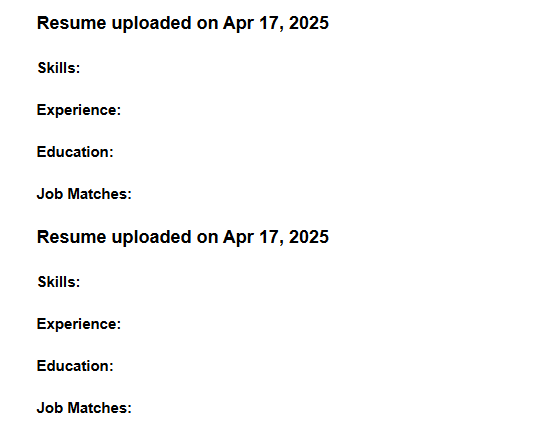 Resume uploaded on Apr 17, 2025
Skills:
Experience:
Education:
Job Matches:
Resume uploaded on Apr 17, 2025
Skills:
Experience:
Education:
Job Matches: